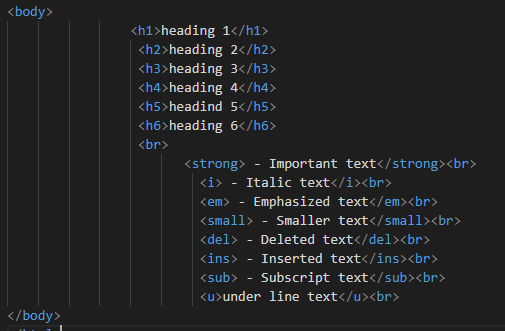 <body>
<h1>heading 1</h1>
<h2>heading 2</h2>
<h3>heading 3</h3>
<h4>heading 4</h4>
<h5>headind 5</h5>
<h6>heading 6</h6>
<br>
<strong> - Important text</strong><br>
<i> - Italic text</i><br>
<em> - Emphasized text</em><br>
<small> - Smaller text</small><br>
<del> - Deleted text</del><br>
<ins> - Inserted text</ins><br>
<sub> - Subscript text</sub><br>
<u>under line text</u><br>
</body>